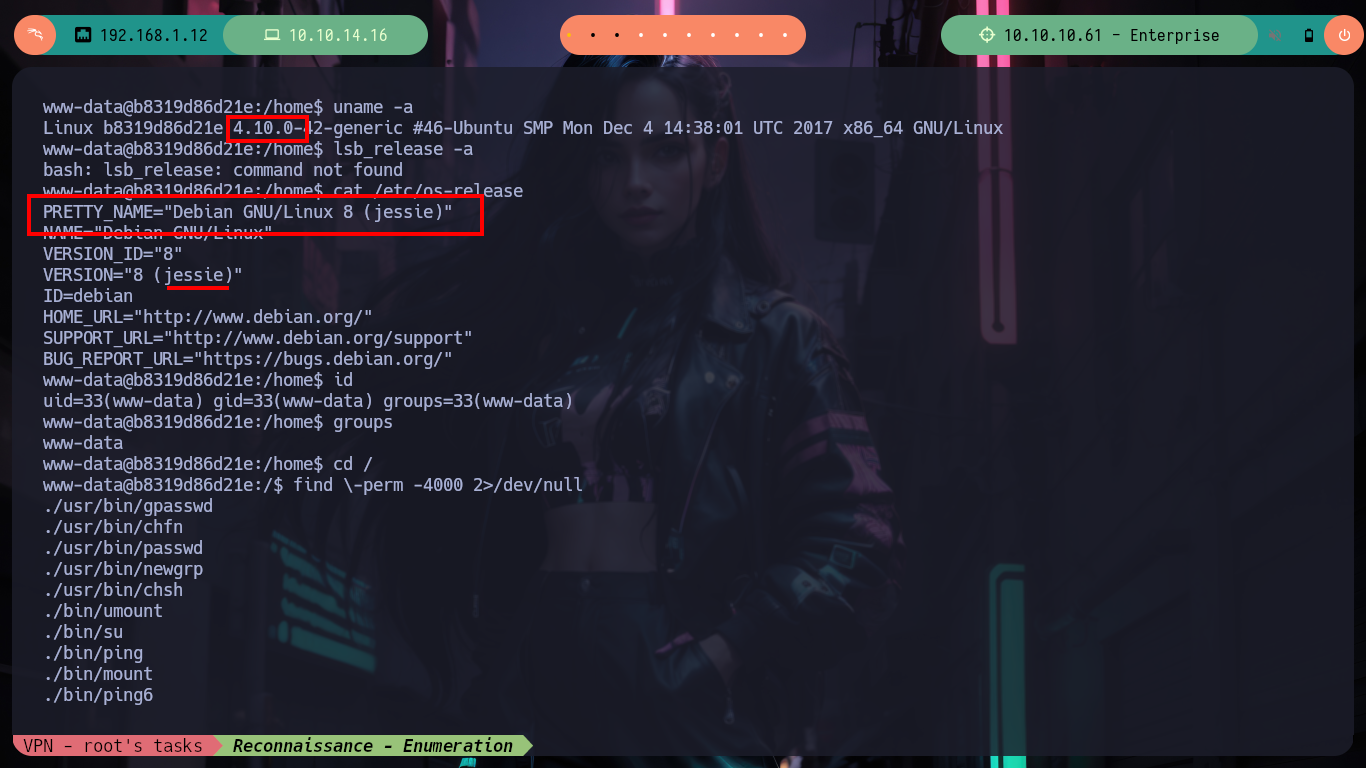 192.168.1.12
10.10.14.16
10.10.10.61 - Enterprise
www-data@b8319d86d21e:/home$ uname -a
Linux b8319d86d21e 4.10.0-42-generic #46-Ubuntu SMP Mon Dec 4 14:38:01 UTC 2017 x86_64 GNU/Linux
www-data@b8319d86d21e:/home$ lsb_release -a
bash: lsb_release: command not found
www-data@b8319d86d21e:/home$ cat /etc/os-release
PRETTY_NAME="Debian GNU/Linux 8 (jessie)"
NAME="Debian GNU/Linux"
VERSION_ID="8"
VERSION="8 (jessie)"
ID=debian
HOME_URL="http://www.debian.org/"
SUPPORT_URL="http://www.debian.org/support"
BUG_REPORT_URL="https://bugs.debian.org/"
www-data@b8319d86d21e:/home$ id
uid=33(www-data) gid=33(www-data) groups=33(www-data)
www-data@b8319d86d21e:/home$ groups
www-data
www-data@b8319d86d21e:/home$ cd /
www-data@b8319d86d21e:/$ find \-perm -4000 2>/dev/null
./usr/bin/gpasswd
./usr/bin/chfn
./usr/bin/passwd
./usr/bin/newgrp
./usr/bin/chsh
./bin/umount
./bin/su
./bin/ping
./bin/mount
./bin/ping6
VPN - root's tasks
Reconnaissance - Enumeration